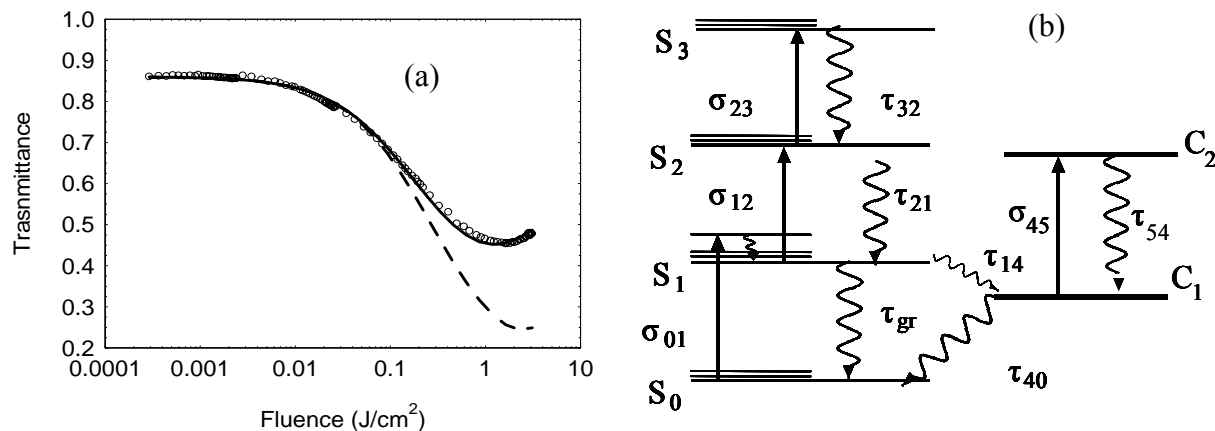 (a)
Trasnmittance
1.0
0.9
0.8
0.7
0.6
0.5
0.4
0.3
0.2
0.0001 0.001 0.01 0.1 1 10
Fluence (J/cm²)
(b)
S₃
σ₂₃ τ₃₂
S₂ C₂
σ₁₂ τ₂₁ σ₄₅ τ₅₄
S₁ τ₁₄ C₁
σ₀₁ τgr
S₀ τ₄₀